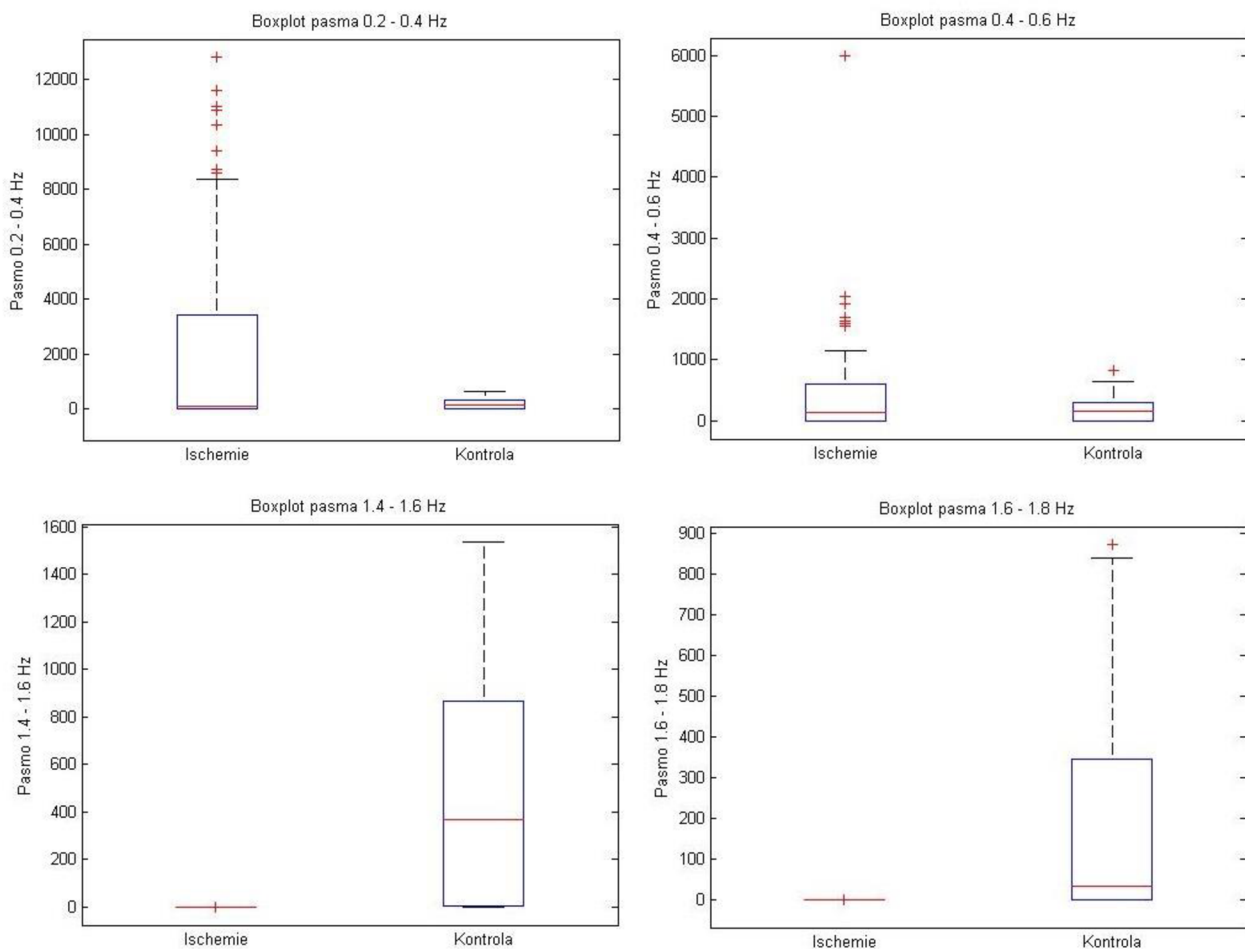 Boxplot pasma 0.2 - 0.4 Hz
Pasmo 0.2 - 0.4 Hz
12000
10000
8000
6000
4000
2000
0
Ischemie Kontrola
Boxplot pasma 0.4 - 0.6 Hz
Pasmo 0.4 - 0.6 Hz
6000
5000
4000
3000
2000
1000
0
Ischemie Kontrola
Boxplot pasma 1.4 - 1.6 Hz
Pasmo 1.4 - 1.6 Hz
1600
1400
1200
1000
800
600
400
200
0
Ischemie Kontrola
Boxplot pasma 1.6 - 1.8 Hz
Pasmo 1.6 - 1.8 Hz
900
800
700
600
500
400
300
200
100
0
Ischemie Kontrola